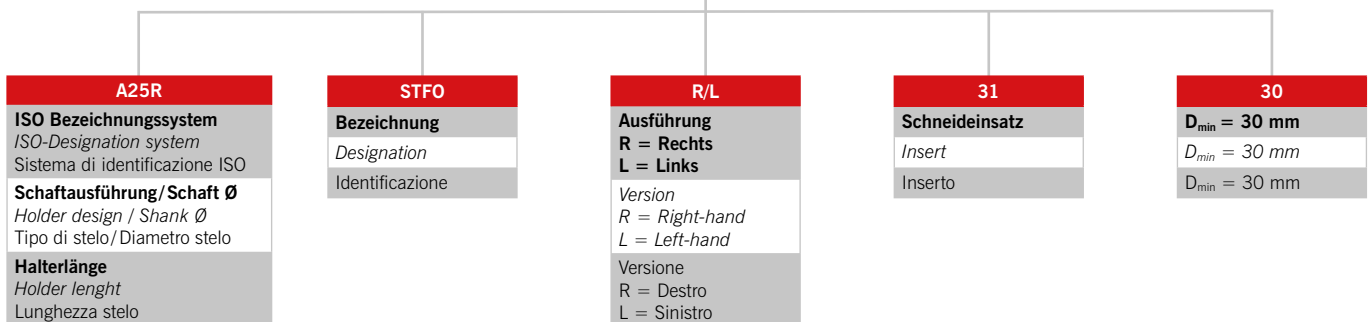 A25R
ISO Bezeichnungssystem
ISO-Designation system
Sistema di identificazione ISO
Schaftausführung/Schaft Ø
Holder design / Shank Ø
Tipo di stelo/Diametro stelo
Halterlänge
Holder lenght
Lunghezza stelo
STFO
Bezeichnung
Designation
Identificazione
R/L
Ausführung
R = Rechts
L = Links
Version
R = Right-hand
L = Left-hand
Versione
R = Destro
L = Sinistro
31
Schneideinsatz
Insert
Inserto
30
Dmin = 30 mm
Dmin = 30 mm
Dmin = 30 mm